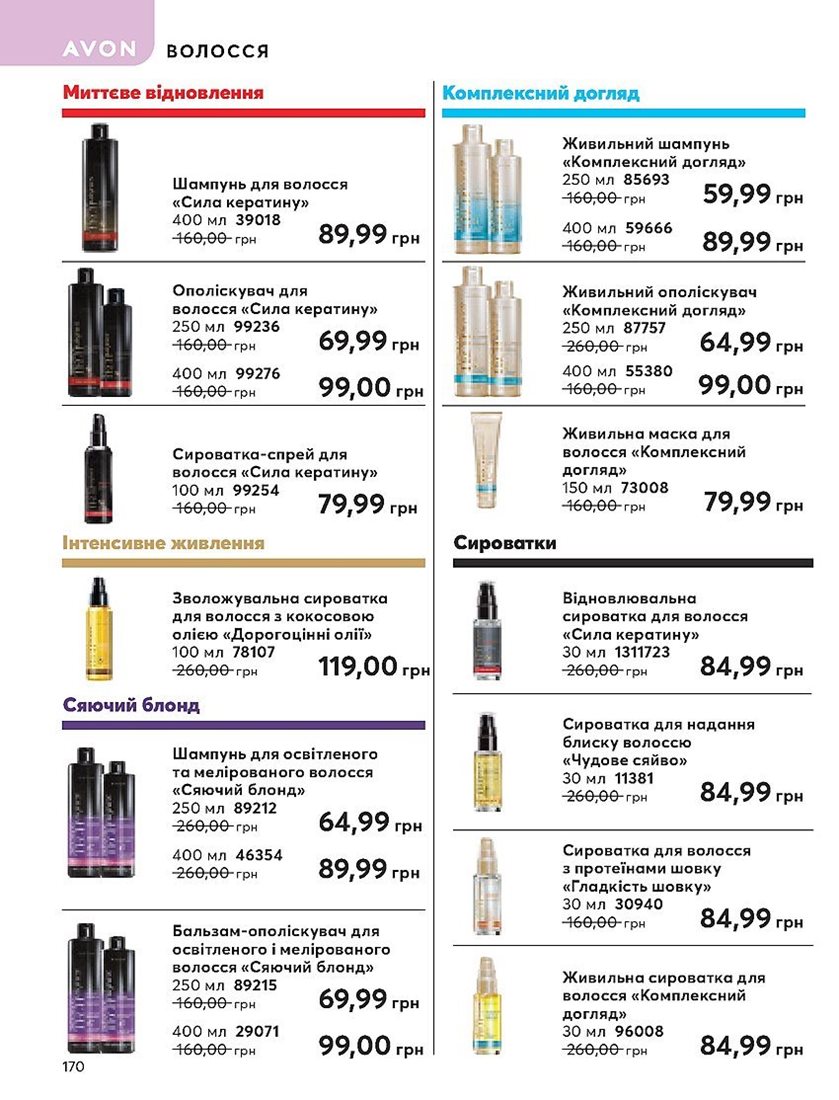 AVON ВОЛОССЯ
Миттєве відновлення
Шампунь для волосся
«Сила кератину»
400 мл 39018
160,00 грн
89,99 грн
Ополіскувач для
волосся «Сила кератину»
250 мл 99236
160,00 грн
69,99 грн
400 мл 99276
160,00 грн
99,00 грн
Сироватка-спрей для
волосся «Сила кератину»
100 мл 99254
160,00 грн
79,99 грн
Інтенсивне живлення
Зволожувальна сироватка
для волосся з кокосовою
олією «Дорогоцінні олії»
100 мл 78107
260,00 грн
119,00 грн
Сяючий блонд
Шампунь для освітленого
та мелірованого волосся
«Сяючий блонд»
250 мл 89212
260,00 грн
64,99 грн
400 мл 46354
260,00 грн
89,99 грн
Бальзам-ополіскувач для
освітленого і мелірованого
волосся «Сяючий блонд»
250 мл 89215
160,00 грн
69,99 грн
400 мл 29071
160,00 грн
99,00 грн
170
Комплексний догляд
Живильний шампунь
«Комплексний догляд»
250 мл 85693
160,00 грн
59,99 грн
400 мл 59666
160,00 грн
89,99 грн
Живильний ополіскувач
«Комплексний догляд»
250 мл 87757
260,00 грн
64,99 грн
400 мл 55380
160,00 грн
99,00 грн
Живильна маска для
волосся «Комплексний
догляд»
150 мл 73008
160,00 грн
79,99 грн
Сироватки
Відновлювальна
сироватка для волосся
«Сила кератину»
30 мл 1311723
260,00 грн
84,99 грн
Сироватка для надання
блиску волоссю
«Чудове сяйво»
30 мл 11381
260,00 грн
84,99 грн
Сироватка для волосся
з протеїнами шовку
«Гладкість шовку»
30 мл 30940
160,00 грн
84,99 грн
Живильна сироватка для
волосся «Комплексний
догляд»
30 мл 96008
260,00 грн
84,99 грн